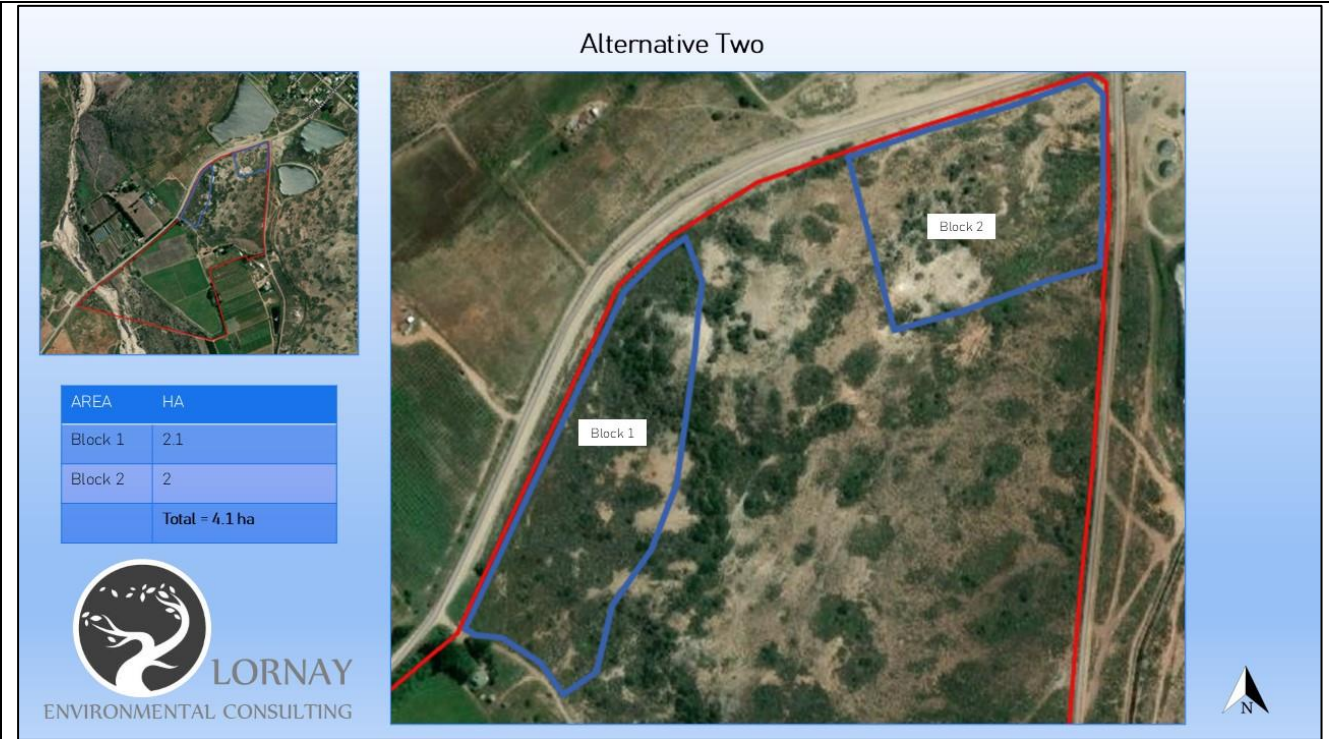 Alternative Two
AREA HA
Block 1 2.1
Block 2 2
Total = 4.1 ha
LORNAY
ENVIRONMENTAL CONSULTING
Block 2
Block 1
N